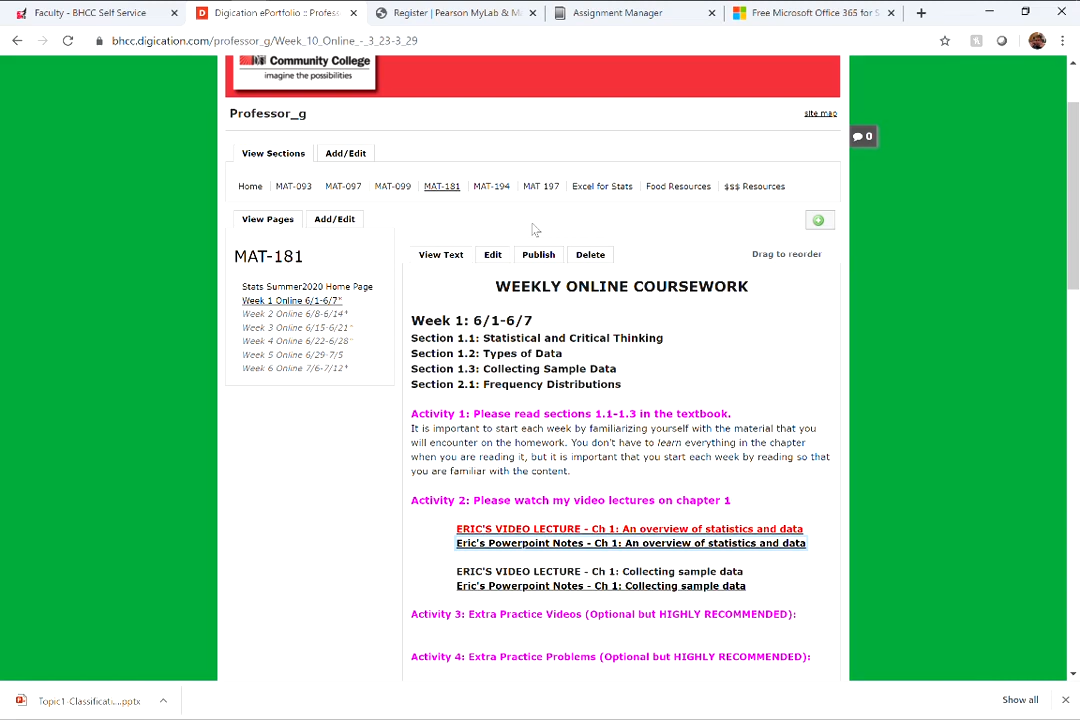 Faculty - BHCC Self Service
Digication ePortfolio :: Profess
Register | Pearson MyLab & M
Assignment Manager
Free Microsoft Office 365 for S
bhcc.digication.com/professor_g/Week_10_Online_-_3_23-3_29
Community College
imagine the possibilities
Professor_g
site map
0
View Sections
Add/Edit
Home
MAT-093
MAT-097
MAT-099
MAT-181
MAT-194
MAT 197
Excel for Stats
Food Resources
$$$ Resources
View Pages
Add/Edit
MAT-181
Stats Summer2020 Home Page
Week 1 Online 6/1-6/7*
Week 2 Online 6/8-6/14*
Week 3 Online 6/15-6/21*
Week 4 Online 6/22-6/28*
Week 5 Online 6/29-7/5
Week 6 Online 7/6-7/12*
View Text
Edit
Publish
Delete
Drag to reorder
WEEKLY ONLINE COURSEWORK
Week 1: 6/1-6/7
Section 1.1: Statistical and Critical Thinking
Section 1.2: Types of Data
Section 1.3: Collecting Sample Data
Section 2.1: Frequency Distributions
Activity 1: Please read sections 1.1-1.3 in the textbook.
It is important to start each week by familiarizing yourself with the material that you
will encounter on the homework. You don't have to learn everything in the chapter
when you are reading it, but it is important that you start each week by reading so that
you are familiar with the content.
Activity 2: Please watch my video lectures on chapter 1
ERIC'S VIDEO LECTURE - Ch 1: An overview of statistics and data
Eric's Powerpoint Notes - Ch 1: An overview of statistics and data
ERIC'S VIDEO LECTURE - Ch 1: Collecting sample data
Eric's Powerpoint Notes - Ch 1: Collecting sample data
Activity 3: Extra Practice Videos (Optional but HIGHLY RECOMMENDED):
Activity 4: Extra Practice Problems (Optional but HIGHLY RECOMMENDED):
Topic1-Classificati....pptx
Show all